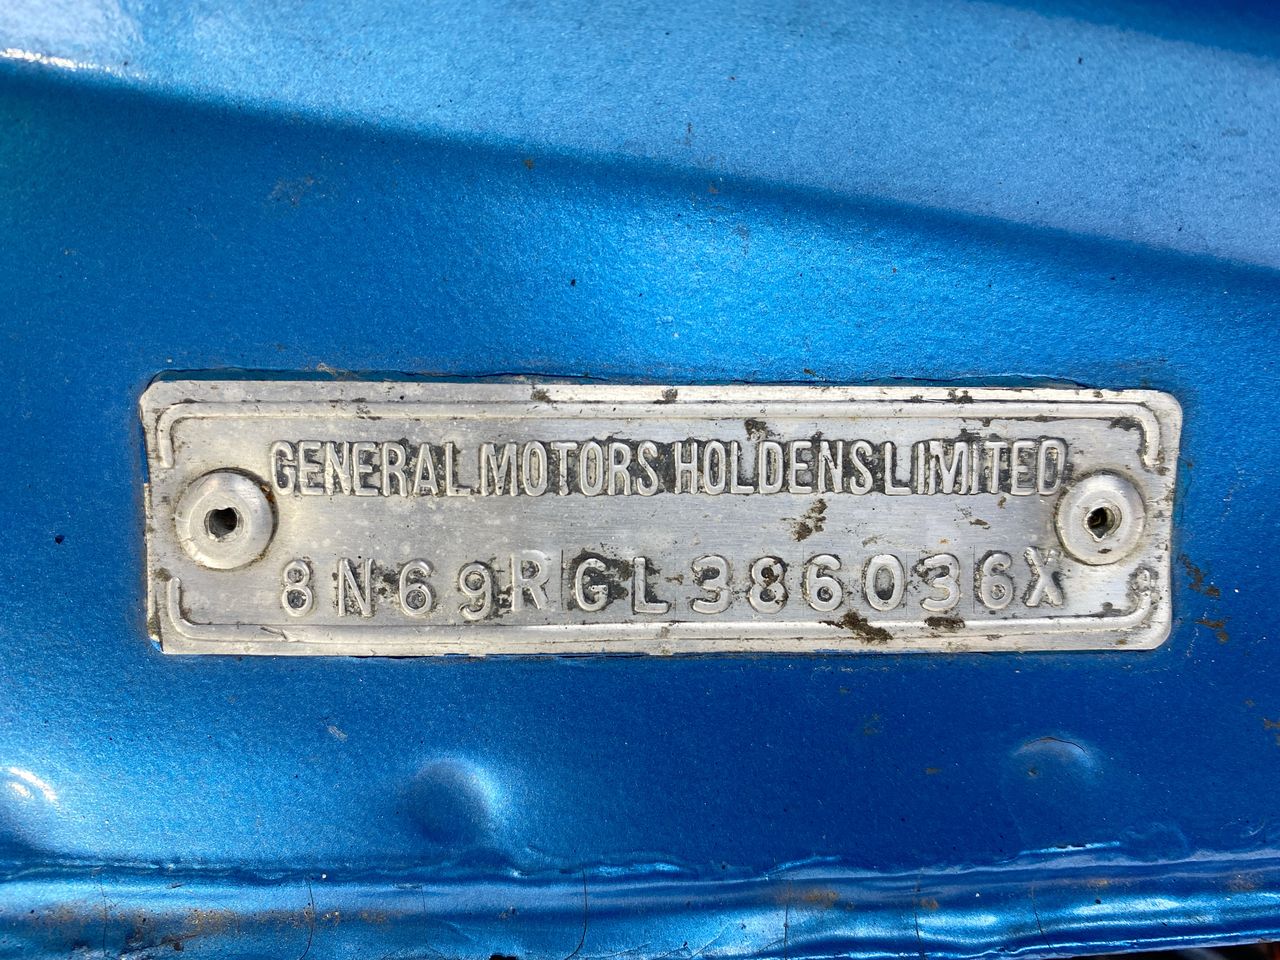 GENERAL MOTORS HOLDENS LIMITED
8N69RGL386036X